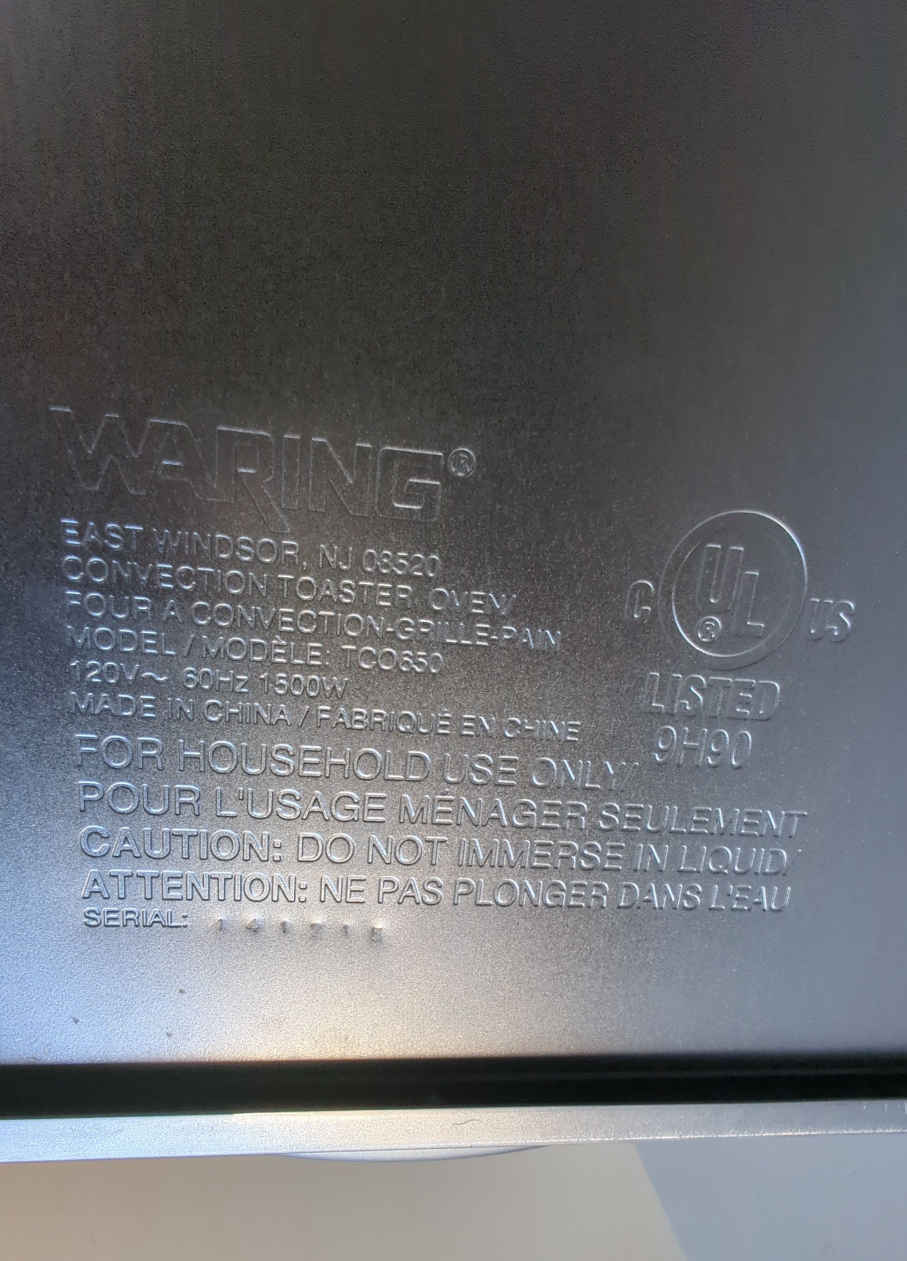 WARING®
EAST WINDSOR, NJ 08520
CONVECTION TOASTER OVEN
FOUR A CONVECTION-GRILLE-PAIN
MODEL / MODÈLE: TCO650
120V~ 60Hz 1500W
MADE IN CHINA / FABRIQUÉ EN CHINE
FOR HOUSEHOLD USE ONLY/
POUR L'USAGE MÉNAGER SEULEMENT
CAUTION: DO NOT IMMERSE IN LIQUID/
ATTENTION: NE PAS PLONGER DANS L'EAU
SERIAL:
C UL® US
LISTED
9H90